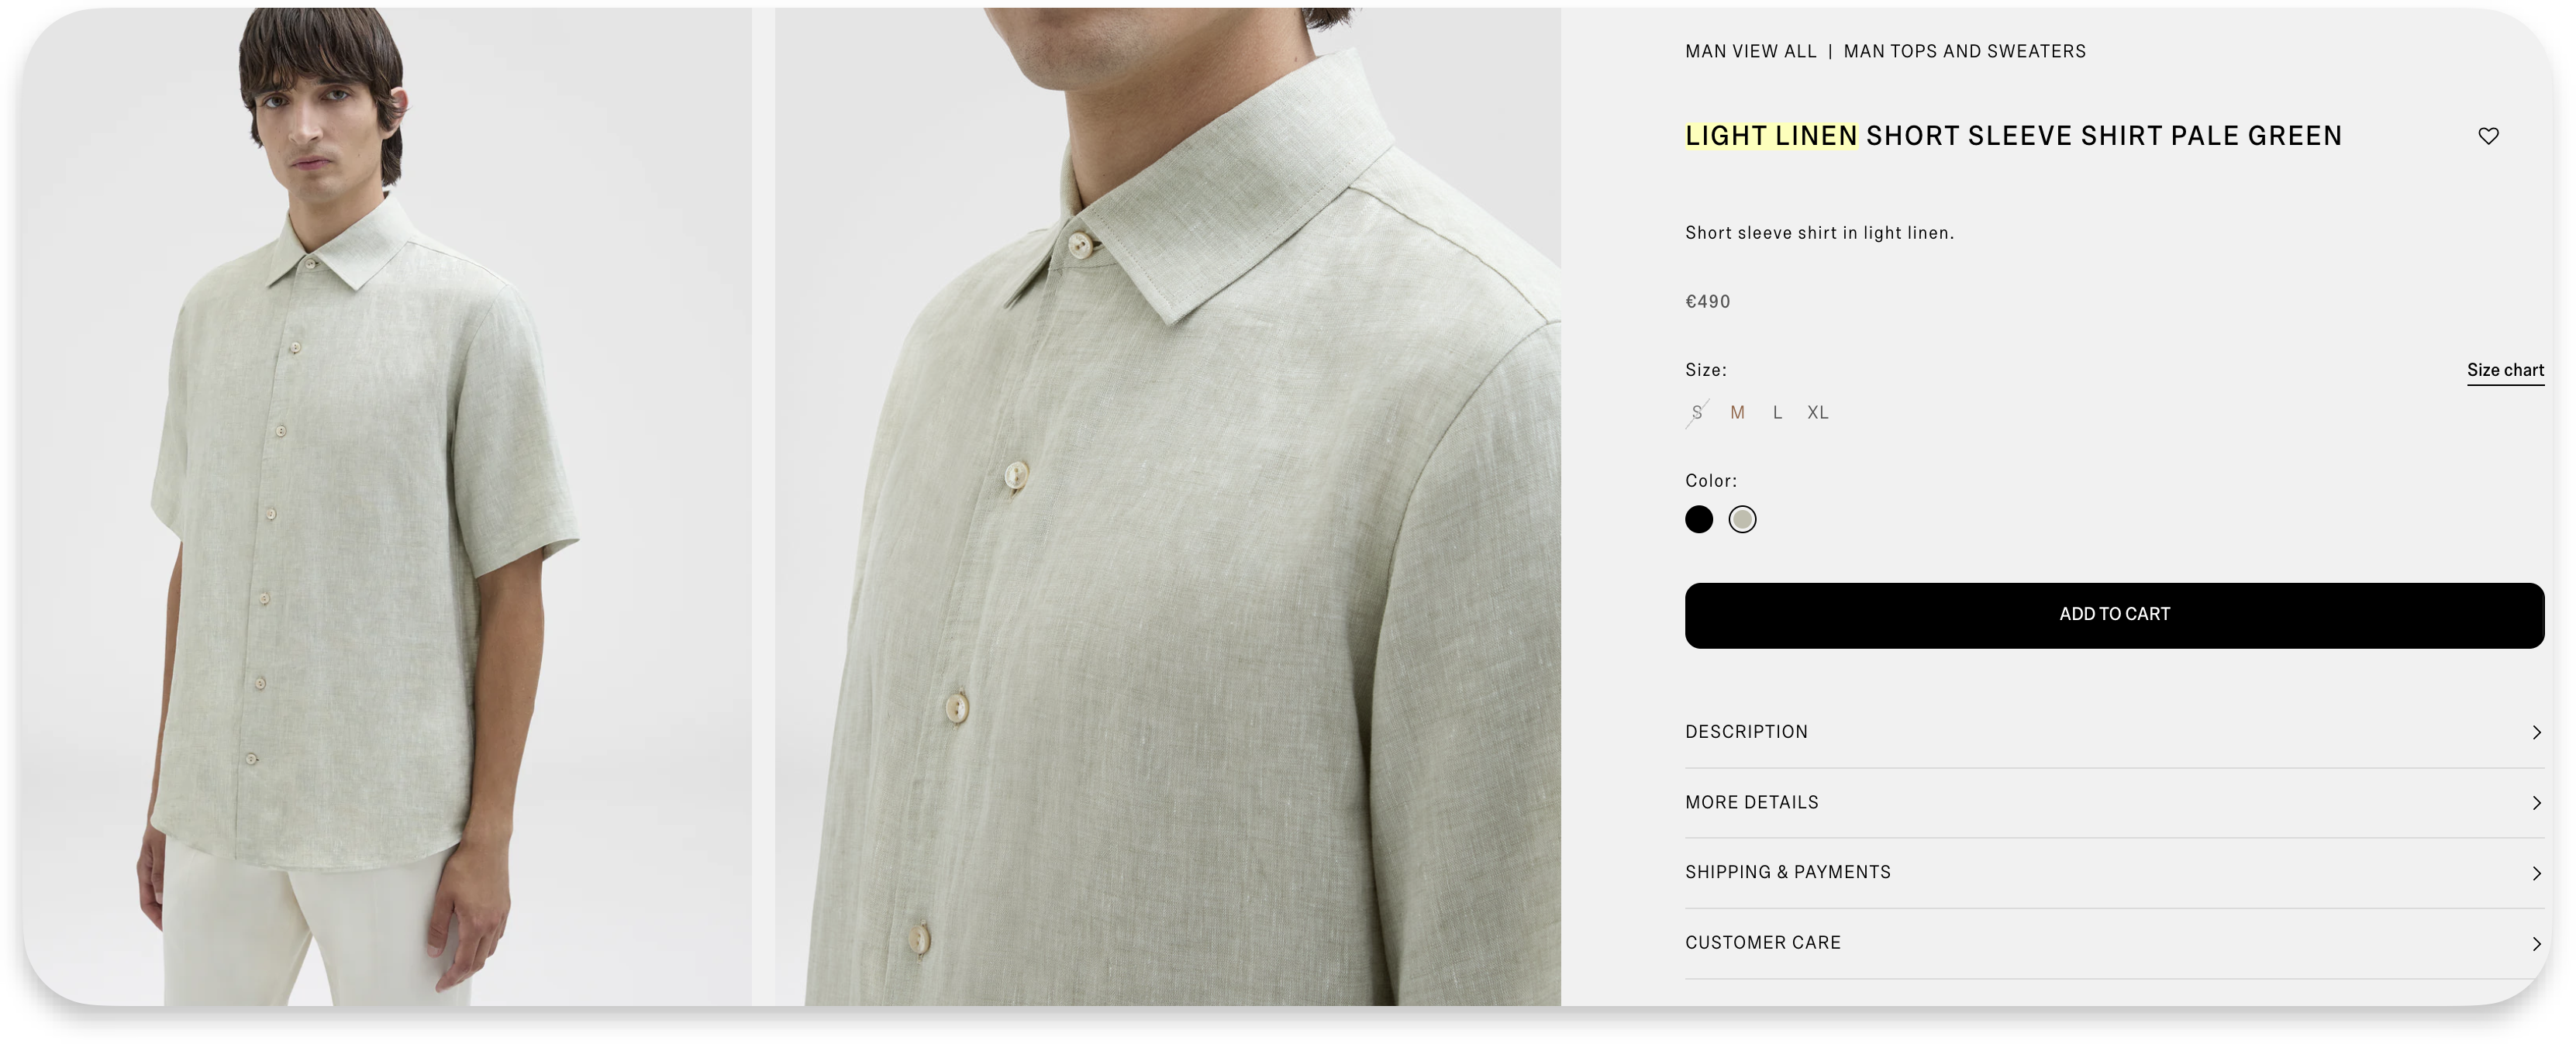 MAN VIEW ALL | MAN TOPS AND SWEATERS
LIGHT LINEN SHORT SLEEVE SHIRT PALE GREEN
Short sleeve shirt in light linen.
€490
Size:
Size chart
S M L XL
Color:
ADD TO CART
DESCRIPTION
MORE DETAILS
SHIPPING & PAYMENTS
CUSTOMER CARE